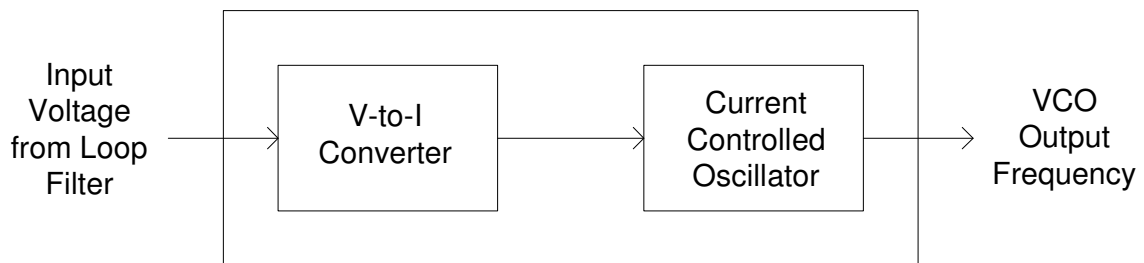 Input
Voltage
from Loop
Filter
V-to-I
Converter
Current
Controlled
Oscillator
VCO
Output
Frequency